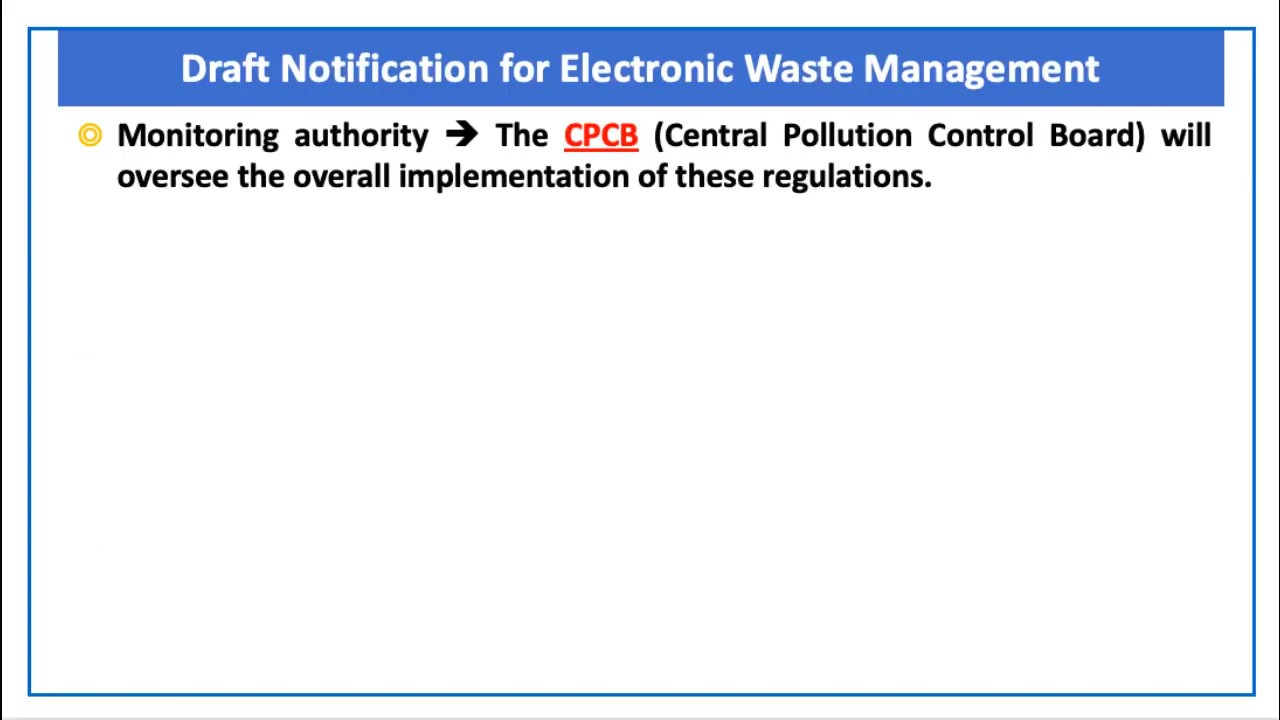 Draft Notification for Electronic Waste Management
Monitoring authority ➔ The CPCB (Central Pollution Control Board) will
oversee the overall implementation of these regulations.